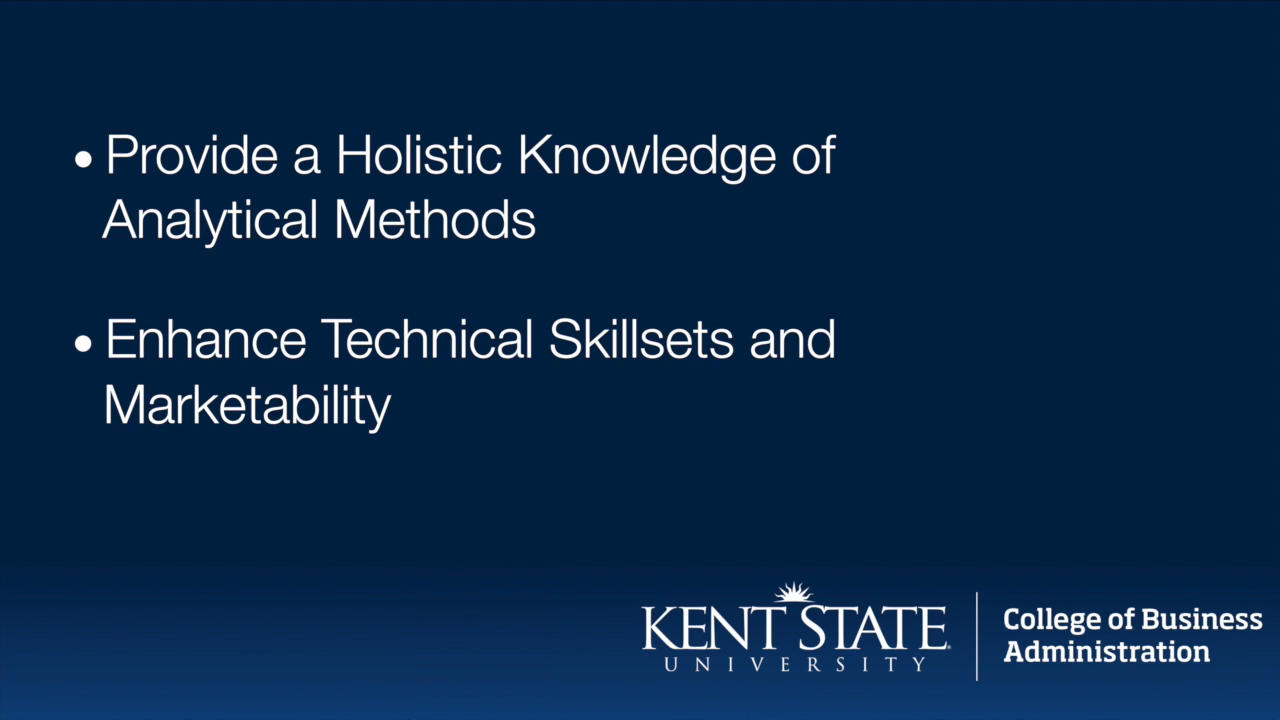 • Provide a Holistic Knowledge of
Analytical Methods
• Enhance Technical Skillsets and
Marketability
KENT STATE
UNIVERSITY
College of Business
Administration